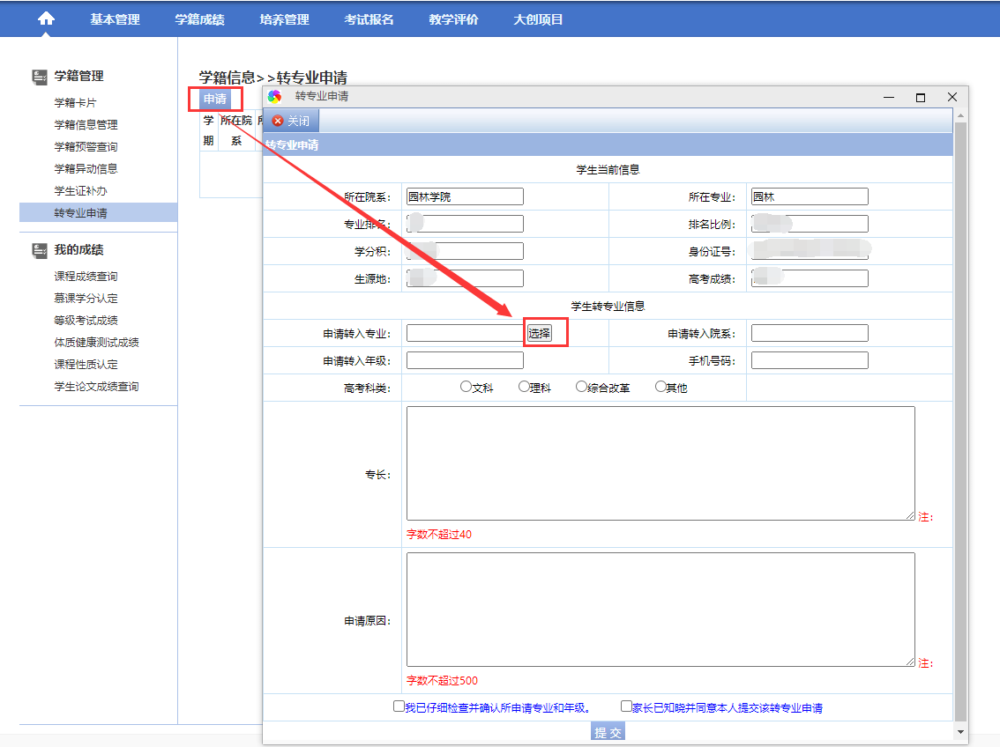 基本管理 学籍成绩 培养管理 考试报名 教学评价 大创项目
学籍管理
学籍卡片
学籍信息管理
学籍预警查询
学籍异动信息
学生证补办
转专业申请
我的成绩
课程成绩查询
慕课学分认定
等级考试成绩
体质健康测试成绩
课程性质认定
学生论文成绩查询
学籍信息>>转专业申请
申请
学期 所在院系
转专业申请
关闭
转专业申请
学生当前信息
所在院系: 园林学院 所在专业: 园林
专业排名: 排名比例:
学分积: 身份证号:
生源地: 高考成绩:
学生转专业信息
申请转入专业: 选择 申请转入院系:
申请转入年级: 手机号码:
高考科类: 文科 理科 综合改革 其他
专长: 注:
字数不超过40
申请原因: 注:
字数不超过500
我已仔细检查并确认所申请专业和年级。 家长已知晓并同意本人提交该转专业申请
提 交